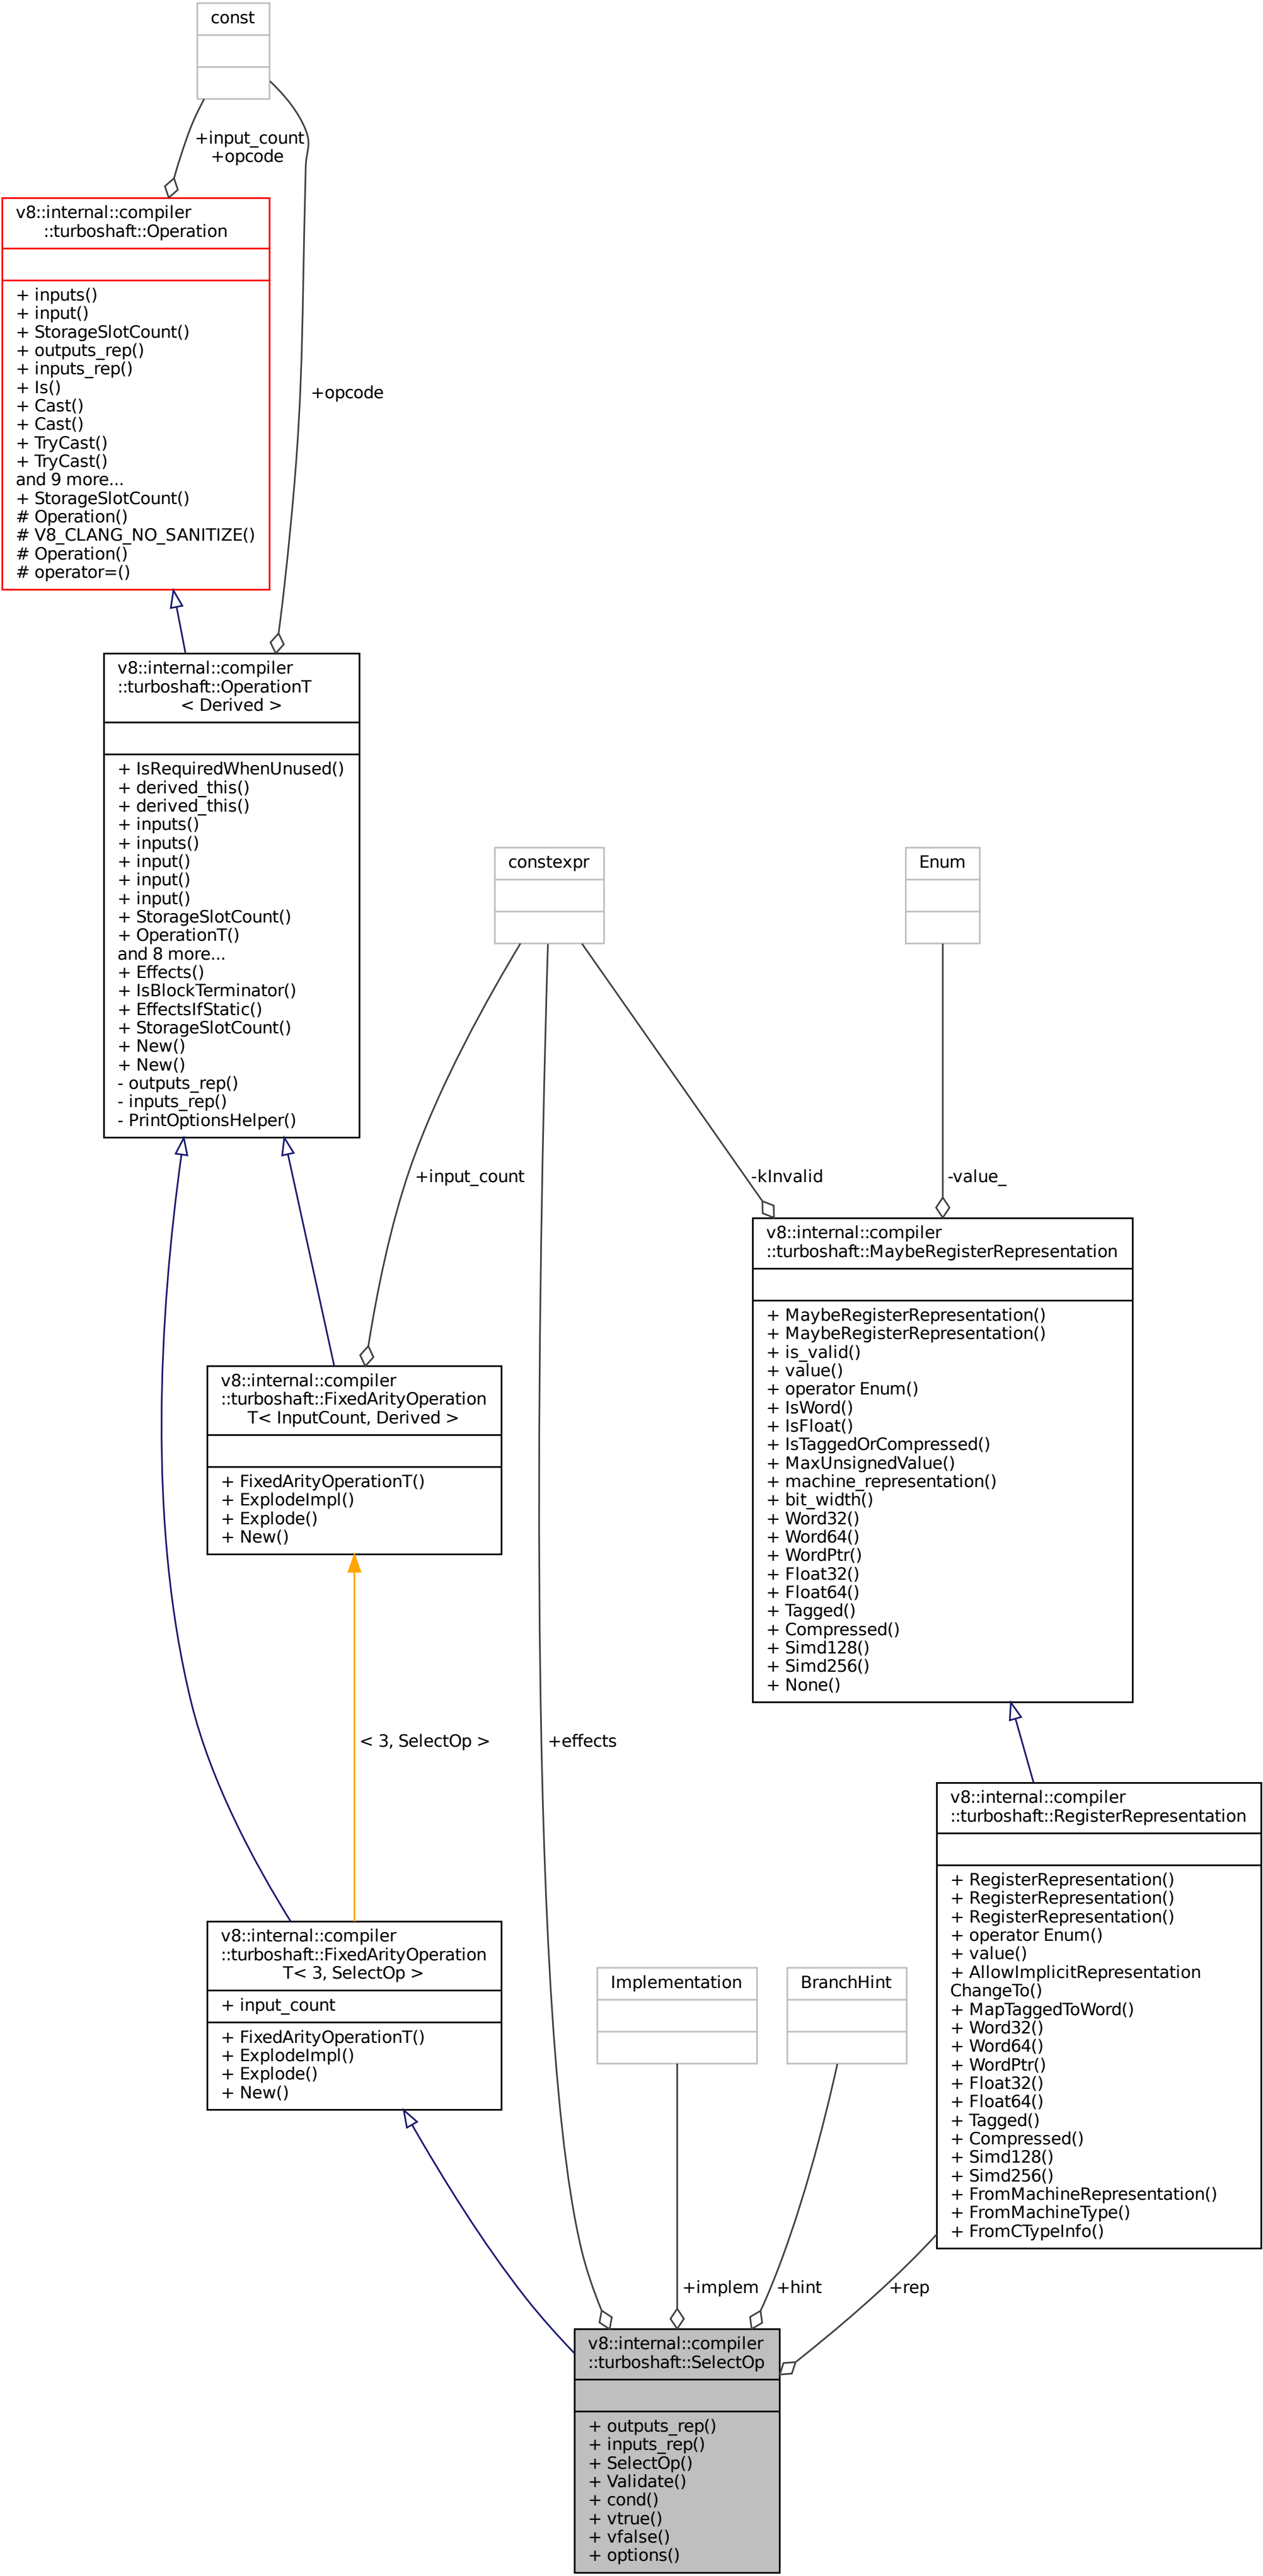 const
+input_count
+opcode
v8::internal::compiler
::turboshaft::Operation
+ inputs()
+ input()
+ StorageSlotCount()
+ outputs_rep()
+ inputs_rep()
+ Is()
+ Cast()
+ Cast()
+ TryCast()
+ TryCast()
and 9 more...
+ StorageSlotCount()
# Operation()
# V8_CLANG_NO_SANITIZE()
# Operation()
# operator=()
+opcode
v8::internal::compiler
::turboshaft::OperationT
< Derived >
+ IsRequiredWhenUnused()
+ derived_this()
+ derived_this()
+ inputs()
+ inputs()
+ input()
+ input()
+ input()
+ StorageSlotCount()
+ OperationT()
and 8 more...
+ Effects()
+ IsBlockTerminator()
+ EffectsIfStatic()
+ StorageSlotCount()
+ New()
+ New()
- outputs_rep()
- inputs_rep()
- PrintOptionsHelper()
constexpr
Enum
+input_count
-kInvalid
-value_
v8::internal::compiler
::turboshaft::MaybeRegisterRepresentation
+ MaybeRegisterRepresentation()
+ MaybeRegisterRepresentation()
+ is_valid()
+ value()
+ operator Enum()
+ IsWord()
+ IsFloat()
+ IsTaggedOrCompressed()
+ MaxUnsignedValue()
+ machine_representation()
+ bit_width()
+ Word32()
+ Word64()
+ WordPtr()
+ Float32()
+ Float64()
+ Tagged()
+ Compressed()
+ Simd128()
+ Simd256()
+ None()
v8::internal::compiler
::turboshaft::FixedArityOperation
T< InputCount, Derived >
+ FixedArityOperationT()
+ ExplodeImpl()
+ Explode()
+ New()
< 3, SelectOp >
+effects
v8::internal::compiler
::turboshaft::RegisterRepresentation
+ RegisterRepresentation()
+ RegisterRepresentation()
+ RegisterRepresentation()
+ operator Enum()
+ value()
+ AllowImplicitRepresentation
ChangeTo()
+ MapTaggedToWord()
+ Word32()
+ Word64()
+ WordPtr()
+ Float32()
+ Float64()
+ Tagged()
+ Compressed()
+ Simd128()
+ Simd256()
+ FromMachineRepresentation()
+ FromMachineType()
+ FromCTypeInfo()
v8::internal::compiler
::turboshaft::FixedArityOperation
T< 3, SelectOp >
+ input_count
+ FixedArityOperationT()
+ ExplodeImpl()
+ Explode()
+ New()
Implementation
BranchHint
+implem
+hint
+rep
v8::internal::compiler
::turboshaft::SelectOp
+ outputs_rep()
+ inputs_rep()
+ SelectOp()
+ Validate()
+ cond()
+ vtrue()
+ vfalse()
+ options()